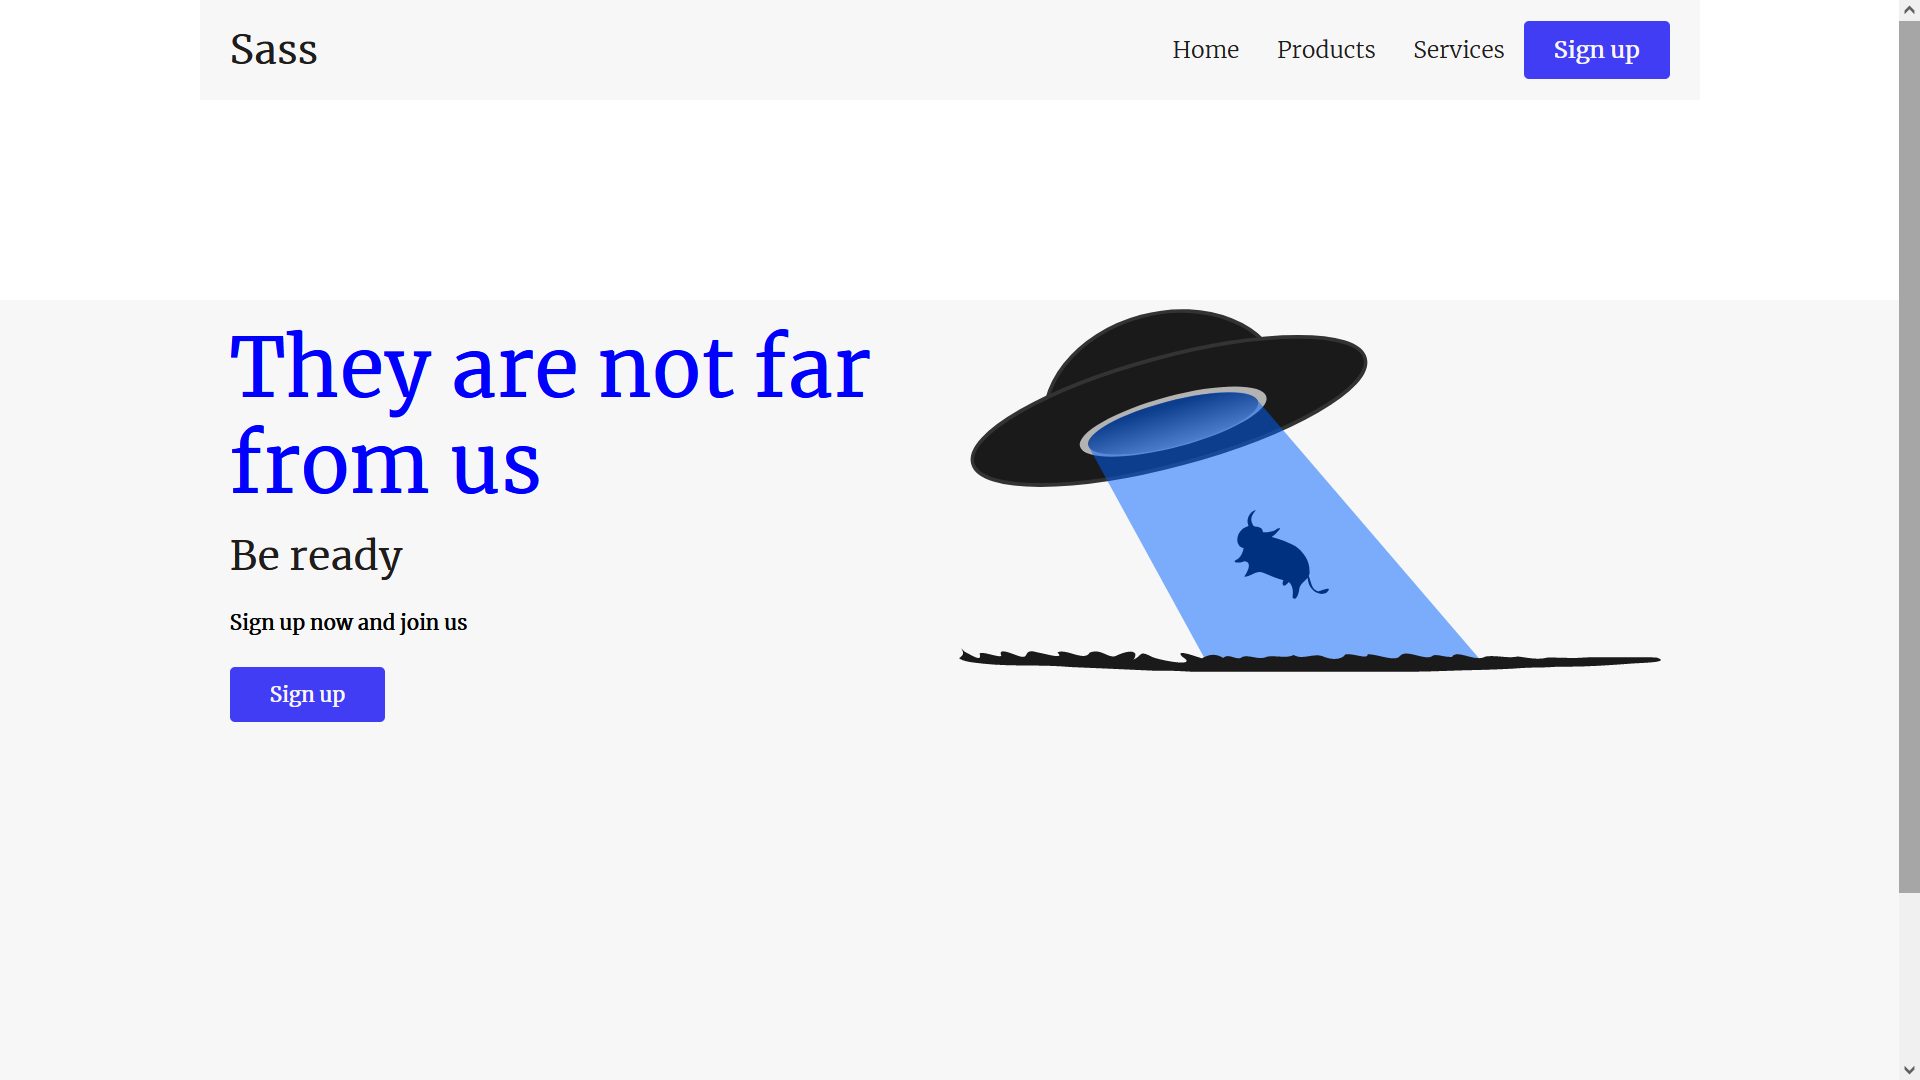 Sass
Home Products Services Sign up
They are not far
from us
Be ready
Sign up now and join us
Sign up